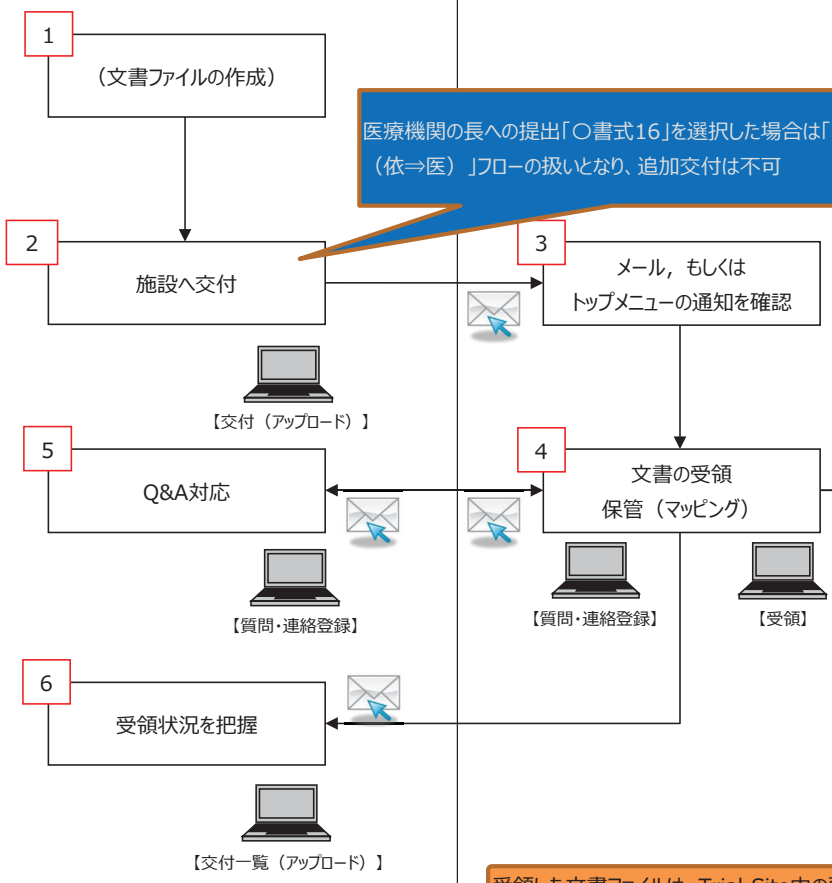 1
（文書ファイルの作成）
医療機関の長への提出「〇書式16」を選択した場合は「
（依⇒医）」フローの扱いとなり、追加交付は不可
2
施設へ交付
3
メール，もしくは
トップメニューの通知を確認
【交付（アップロード）】
5
Q&A対応
4
文書の受領
保管（マッピング）
【質問・連絡登録】
【質問・連絡登録】
【受領】
6
受領状況を把握
【交付一覧（アップロード）】